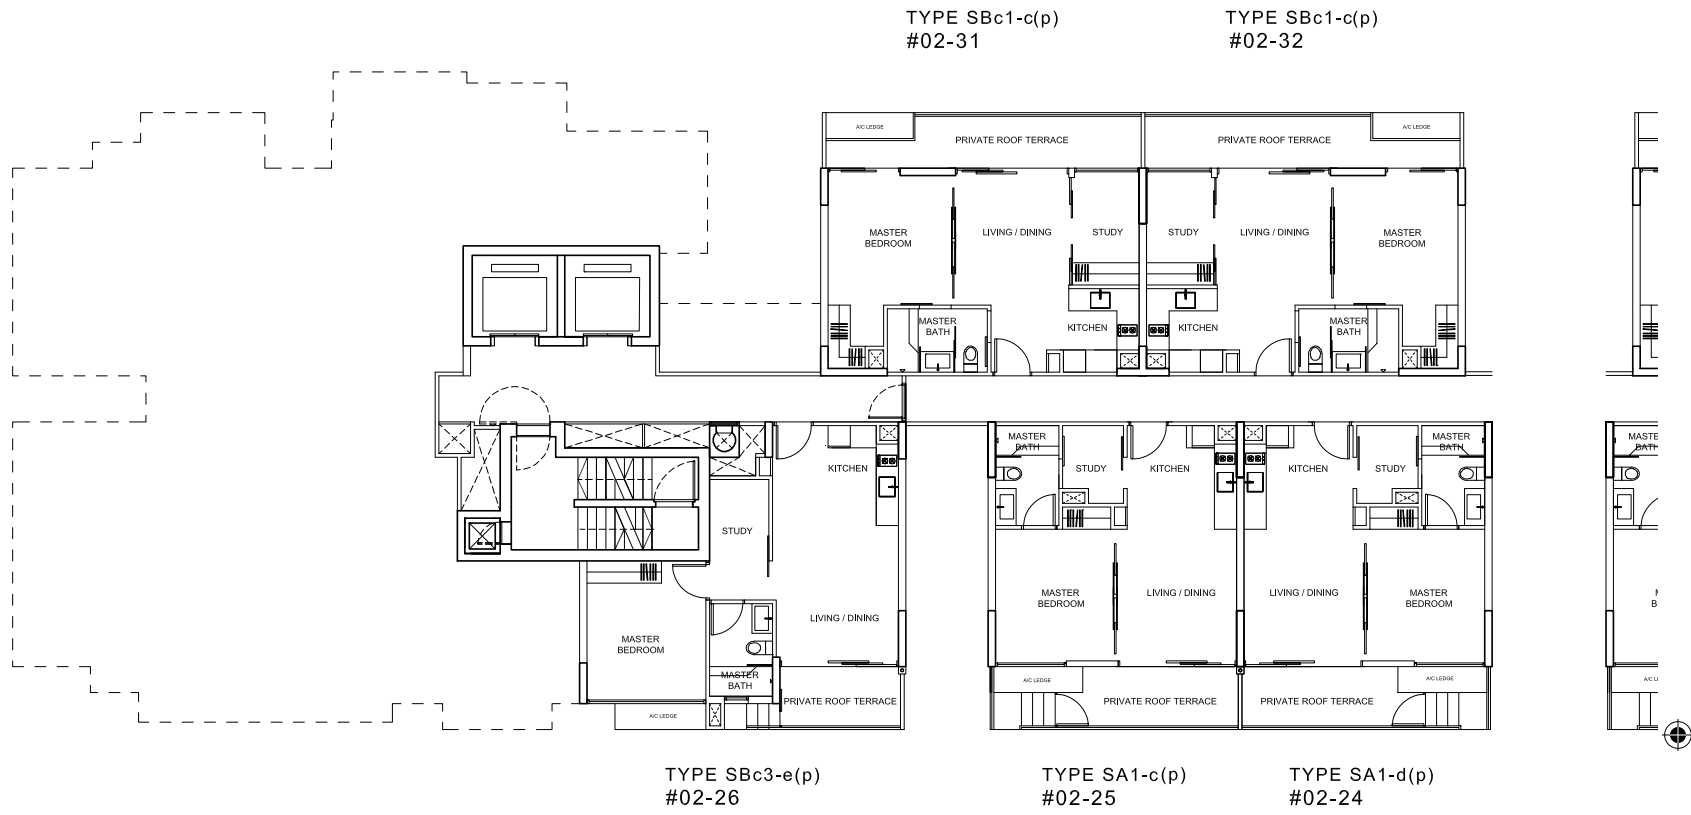 TYPE SBc1-c(p)
#02-31
TYPE SBc1-c(p)
#02-32
A/C LEDGE
PRIVATE ROOF TERRACE
PRIVATE ROOF TERRACE
A/C LEDGE
MASTER
BEDROOM
LIVING / DINING
STUDY
STUDY
LIVING / DINING
MASTER
BEDROOM
MASTER
BATH
KITCHEN
KITCHEN
MASTER
BATH
KITCHEN
STUDY
MASTER
BEDROOM
LIVING / DINING
MASTER
BATH
PRIVATE ROOF TERRACE
A/C LEDGE
MASTER
BATH
STUDY
KITCHEN
MASTER
BEDROOM
LIVING / DINING
A/C LEDGE
PRIVATE ROOF TERRACE
KITCHEN
STUDY
MASTER
BATH
LIVING / DINING
MASTER
BEDROOM
PRIVATE ROOF TERRACE
A/C LEDGE
TYPE SBc3-e(p)
#02-26
TYPE SA1-c(p)
#02-25
TYPE SA1-d(p)
#02-24